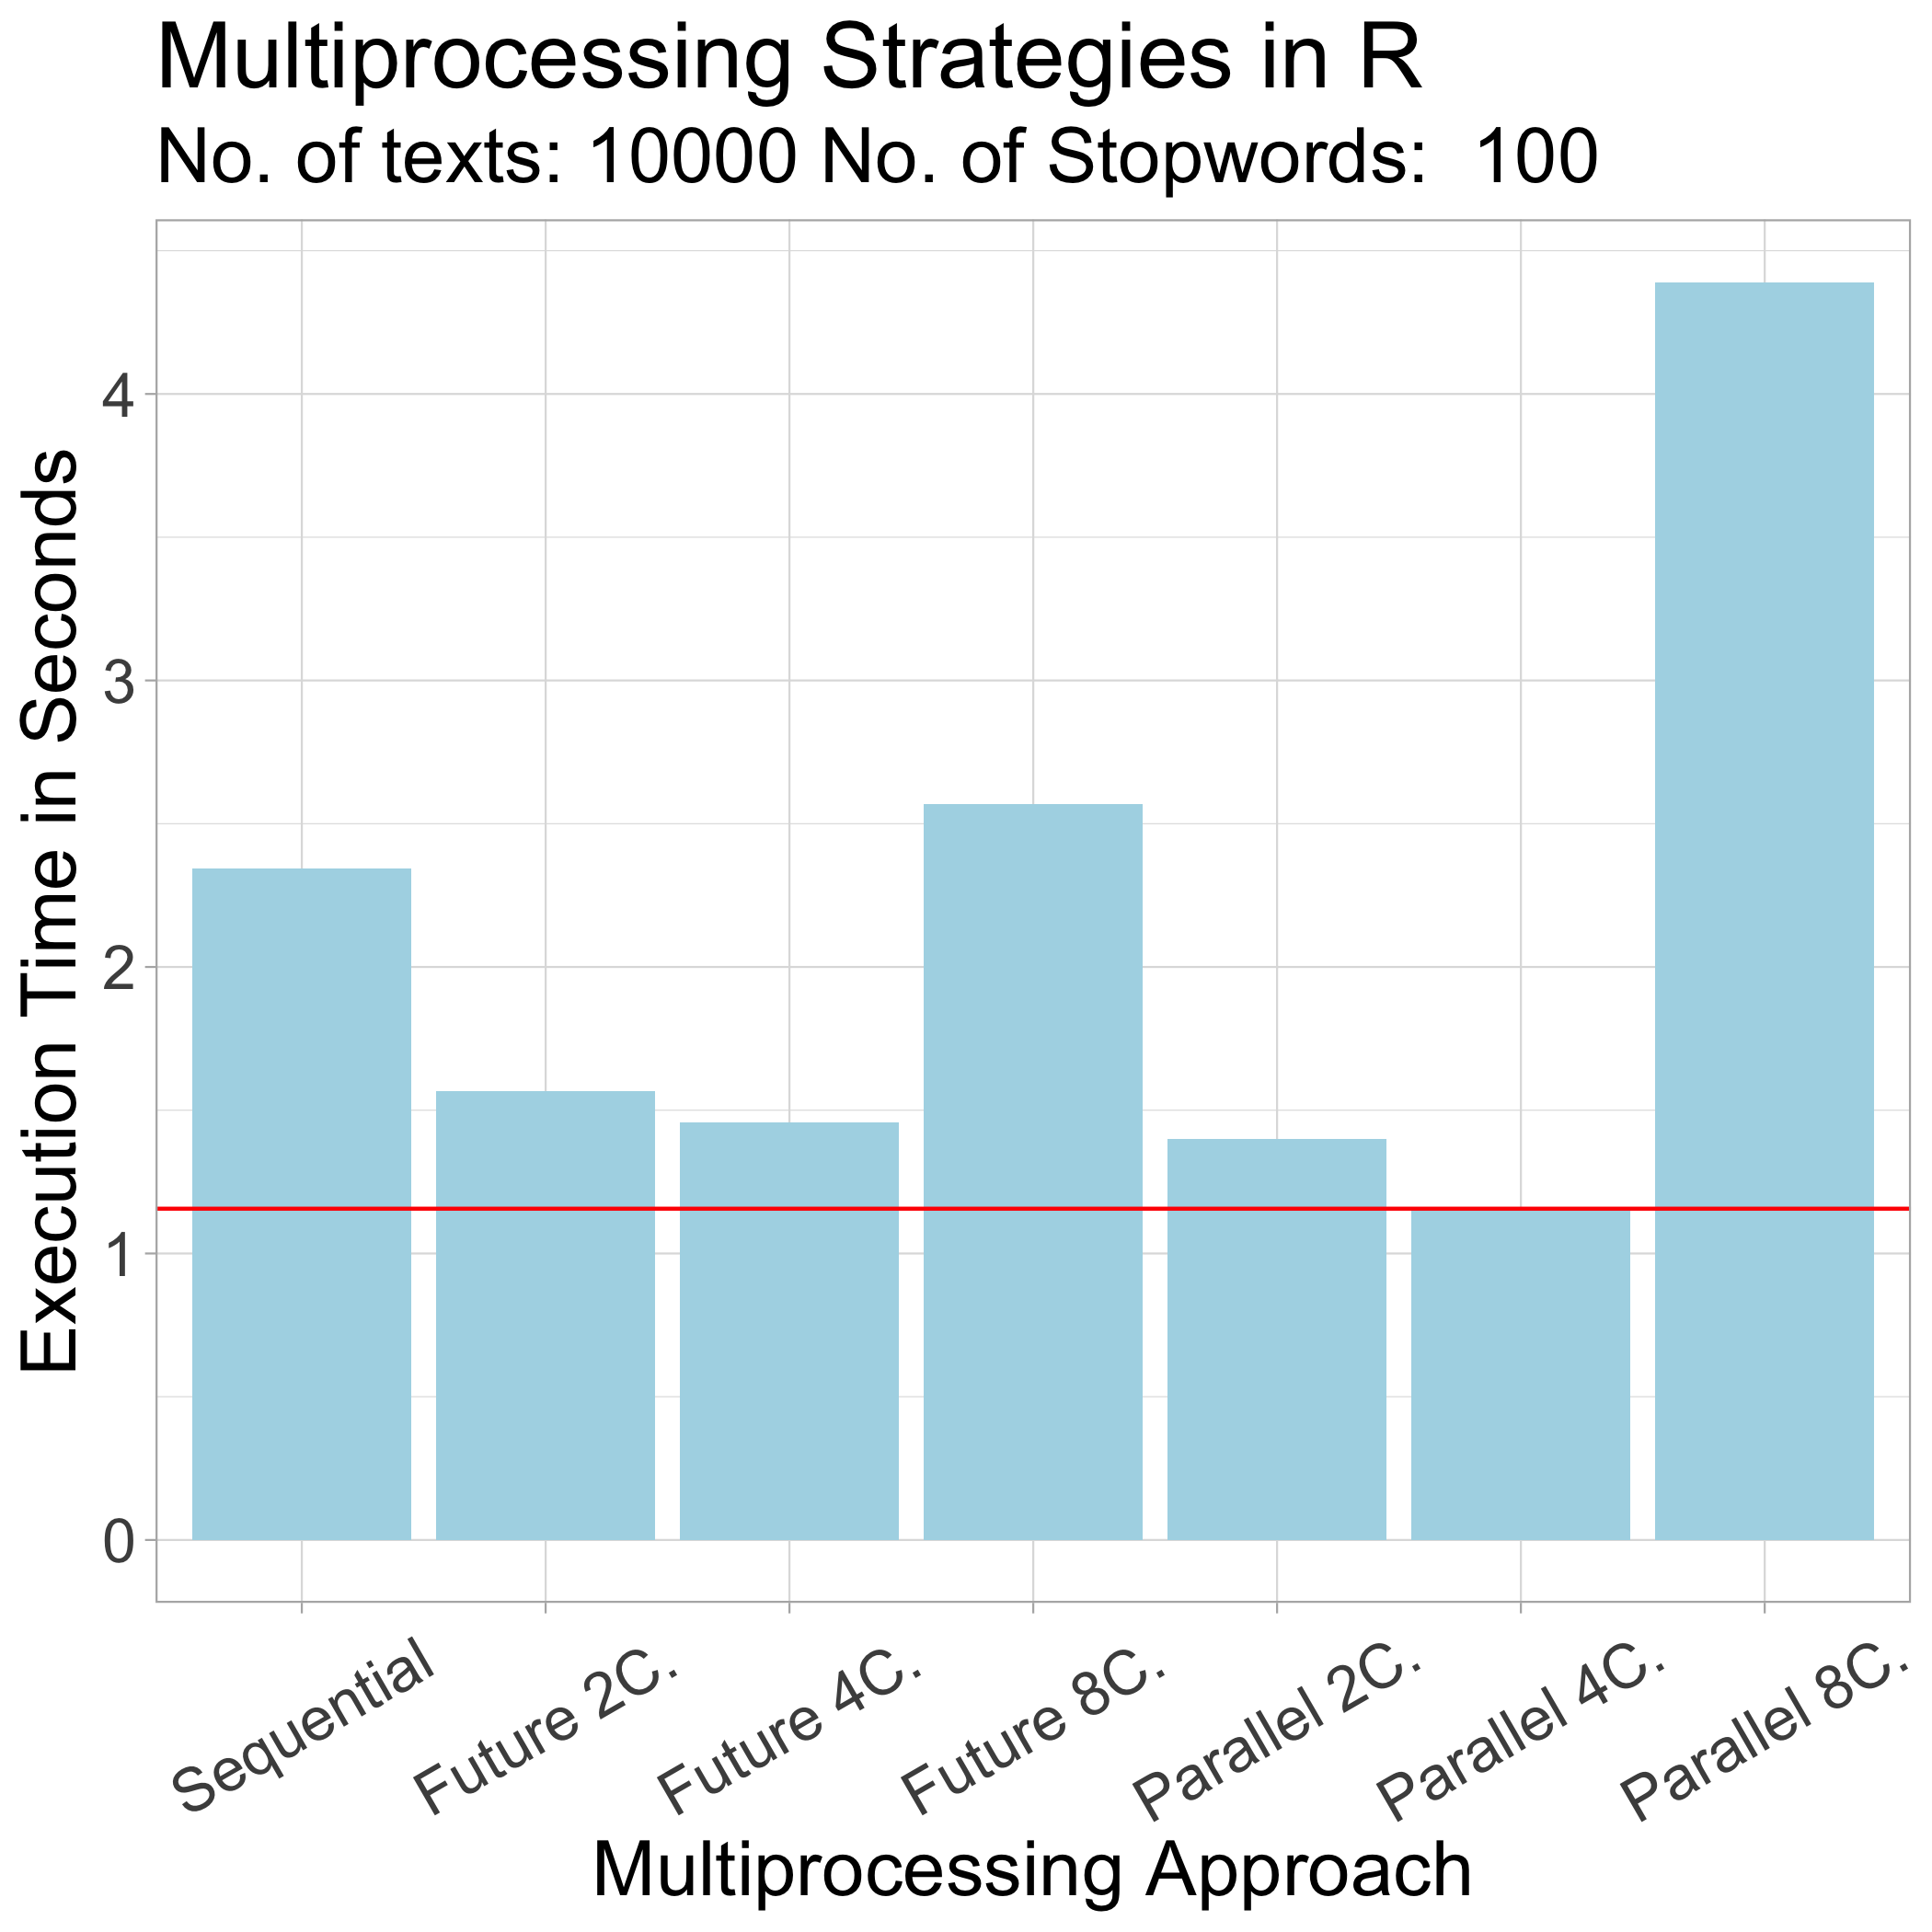 Multiprocessing Strategies in R
No. of texts: 10000 No. of Stopwords:  100
Execution Time in Seconds
4
3
2
1
0
Sequential
Future 2C.
Future 4C.
Future 8C.
Parallel 2C.
Parallel 4C.
Parallel 8C.
Multiprocessing Approach